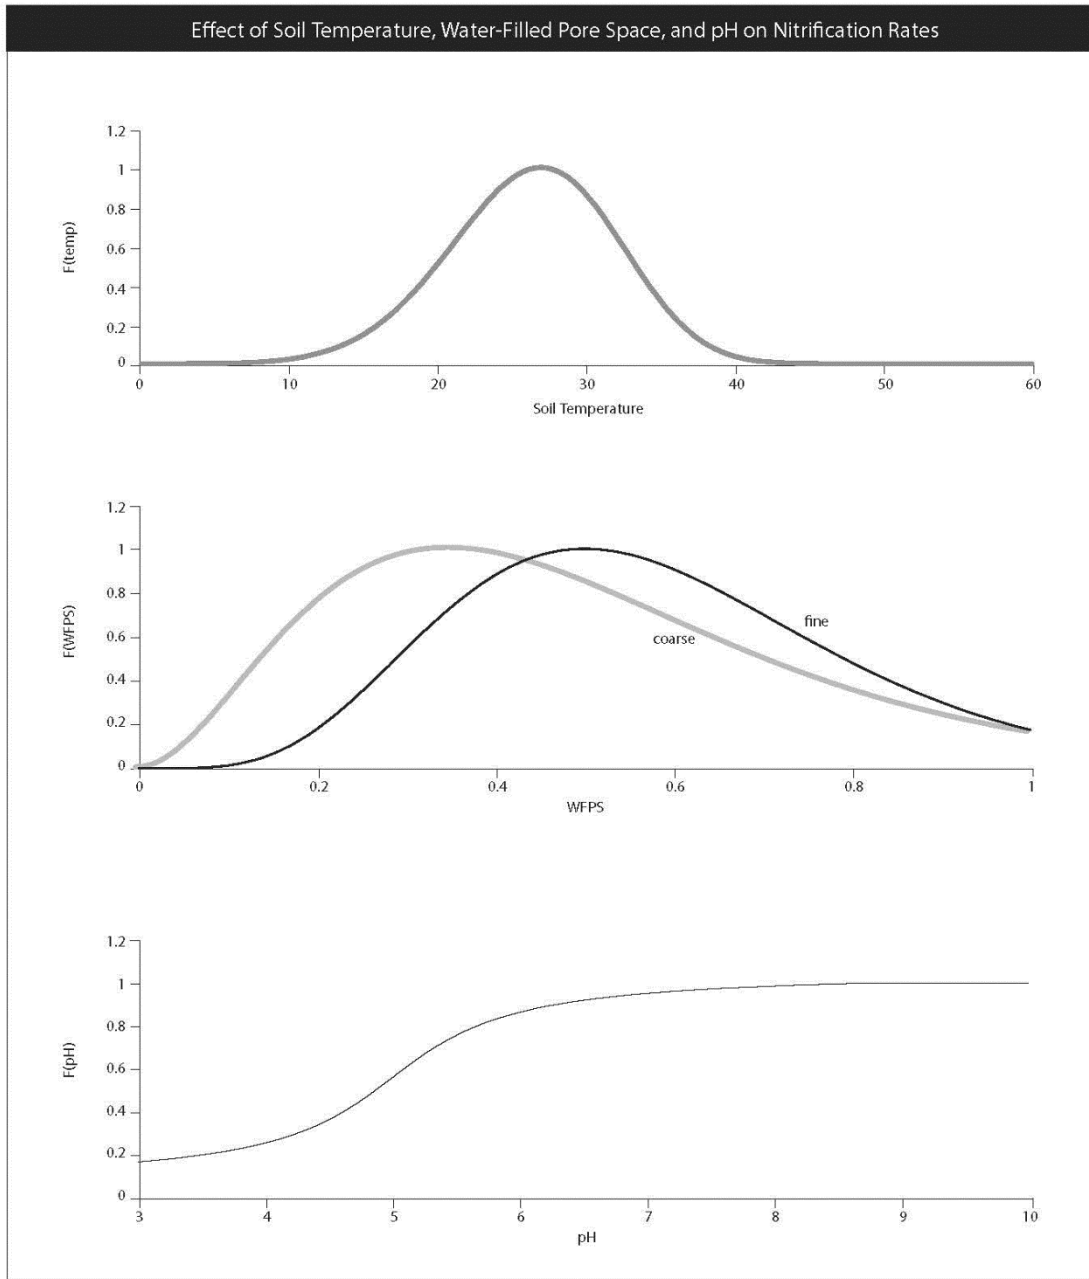 Effect of Soil Temperature, Water-Filled Pore Space, and pH on Nitrification Rates
1.2
1
0.8
0.6
0.4
0.2
0
F(temp)
0 10 20 30 40 50 60
Soil Temperature
1.2
1
0.8
0.6
0.4
0.2
0
F(WFPS)
fine
coarse
0 0.2 0.4 0.6 0.8 1
WFPS
1.2
1
0.8
0.6
0.4
0.2
0
F(pH)
3 4 5 6 7 8 9 10
pH